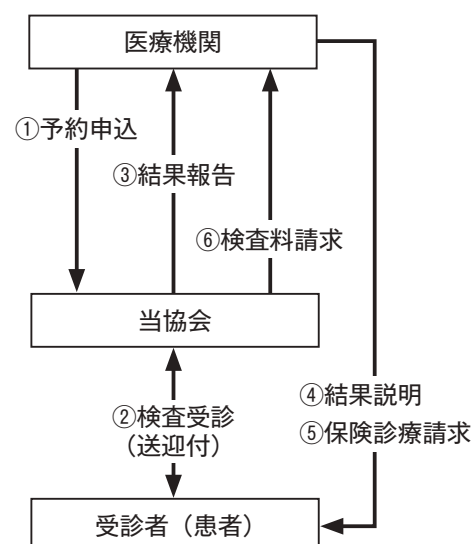 医療機関
①予約申込
③結果報告
⑥検査料請求
当協会
②検査受診
（送迎付）
④結果説明
⑤保険診療請求
受診者（患者）